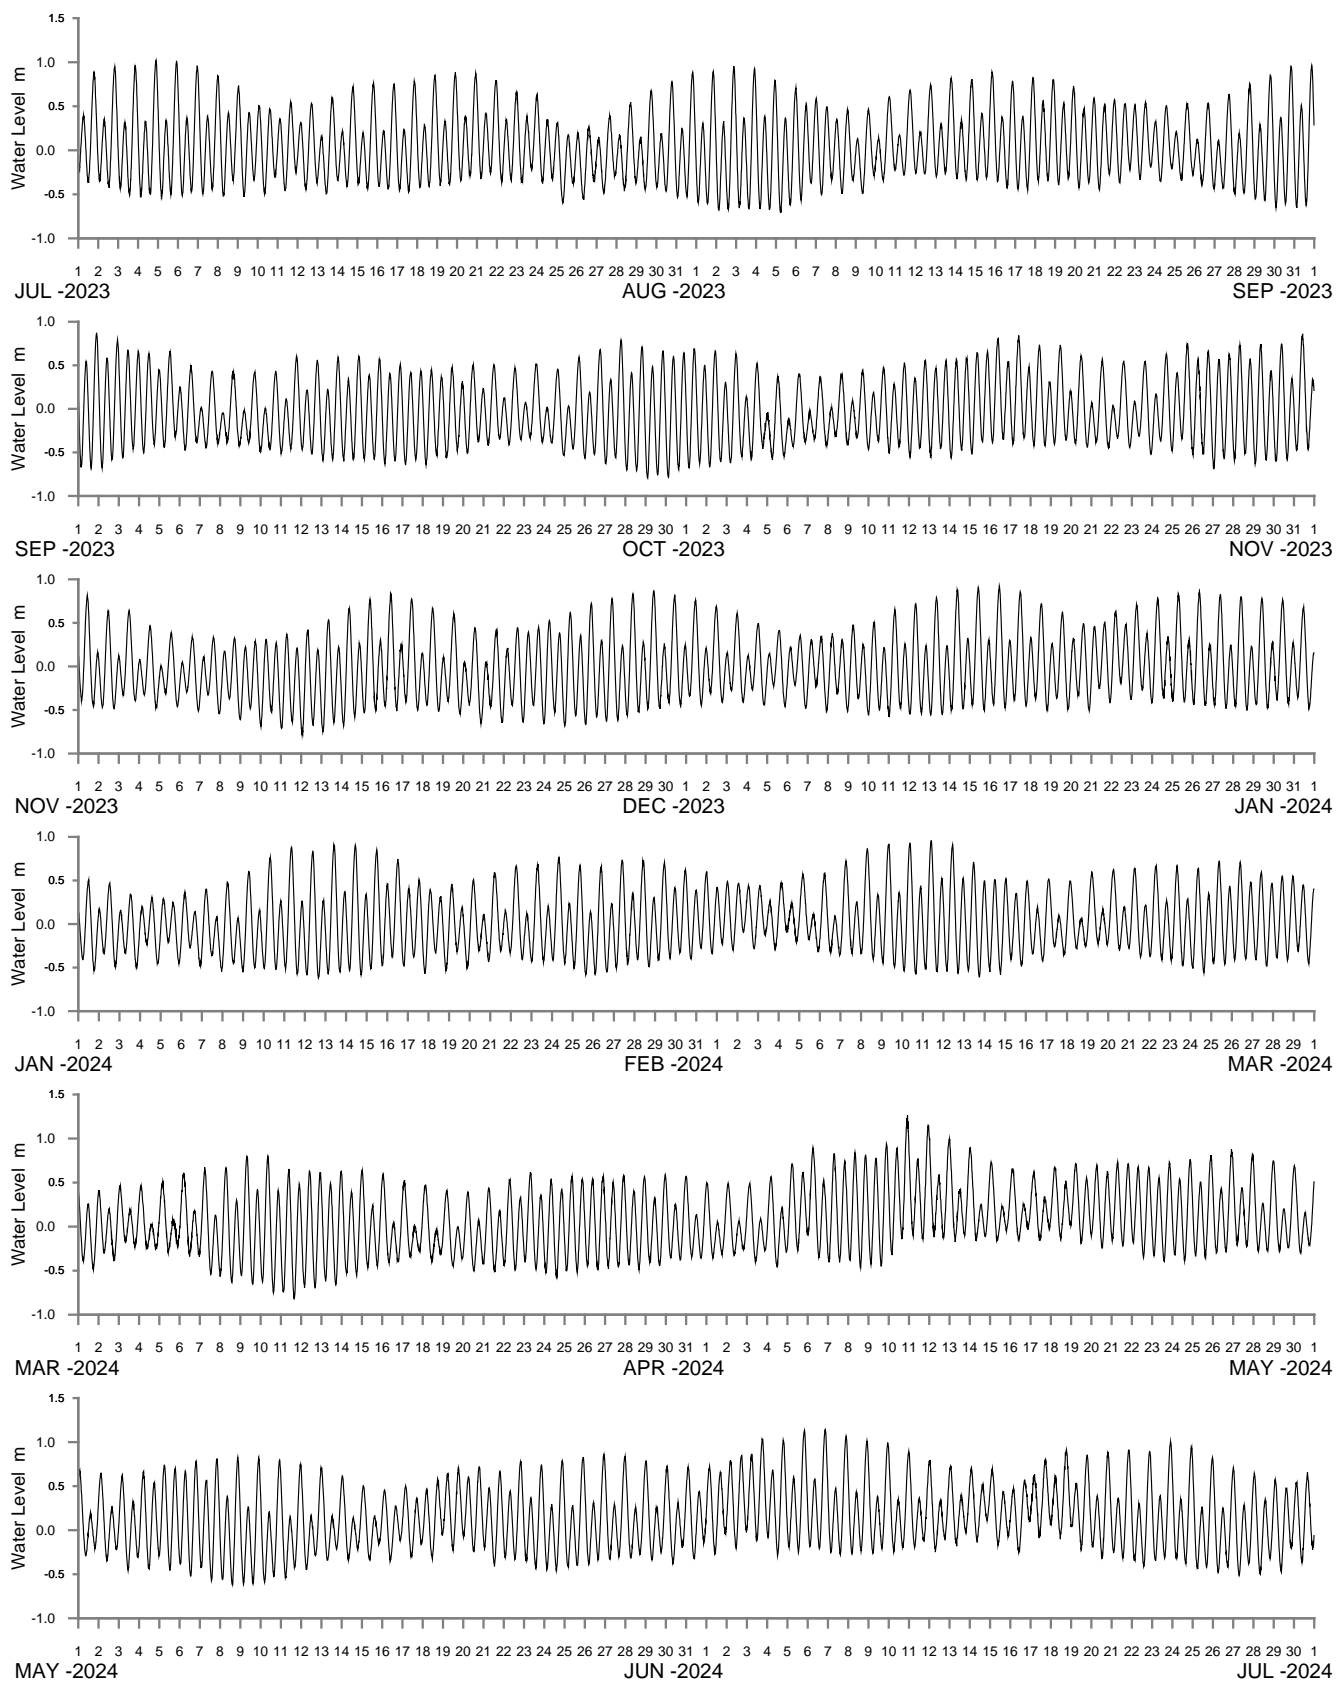 1.5
1.0
0.5
0.0
-0.5
-1.0
Water Level m
1 2 3 4 5 6 7 8 9 10 11 12 13 14 15 16 17 18 19 20 21 22 23 24 25 26 27 28 29 30 31 1 2 3 4 5 6 7 8 9 10 11 12 13 14 15 16 17 18 19 20 21 22 23 24 25 26 27 28 29 30 31 1
JUL -2023 AUG -2023 SEP -2023
1.0
0.5
0.0
-0.5
-1.0
Water Level m
1 2 3 4 5 6 7 8 9 10 11 12 13 14 15 16 17 18 19 20 21 22 23 24 25 26 27 28 29 30 1 2 3 4 5 6 7 8 9 10 11 12 13 14 15 16 17 18 19 20 21 22 23 24 25 26 27 28 29 30 31 1
SEP -2023 OCT -2023 NOV -2023
1.0
0.5
0.0
-0.5
-1.0
Water Level m
1 2 3 4 5 6 7 8 9 10 11 12 13 14 15 16 17 18 19 20 21 22 23 24 25 26 27 28 29 30 1 2 3 4 5 6 7 8 9 10 11 12 13 14 15 16 17 18 19 20 21 22 23 24 25 26 27 28 29 30 31 1
NOV -2023 DEC -2023 JAN -2024
1.0
0.5
0.0
-0.5
-1.0
Water Level m
1 2 3 4 5 6 7 8 9 10 11 12 13 14 15 16 17 18 19 20 21 22 23 24 25 26 27 28 29 30 31 1 2 3 4 5 6 7 8 9 10 11 12 13 14 15 16 17 18 19 20 21 22 23 24 25 26 27 28 29 1
JAN -2024 FEB -2024 MAR -2024
1.5
1.0
0.5
0.0
-0.5
-1.0
Water Level m
1 2 3 4 5 6 7 8 9 10 11 12 13 14 15 16 17 18 19 20 21 22 23 24 25 26 27 28 29 30 31 1 2 3 4 5 6 7 8 9 10 11 12 13 14 15 16 17 18 19 20 21 22 23 24 25 26 27 28 29 30 1
MAR -2024 APR -2024 MAY -2024
1.5
1.0
0.5
0.0
-0.5
-1.0
Water Level m
1 2 3 4 5 6 7 8 9 10 11 12 13 14 15 16 17 18 19 20 21 22 23 24 25 26 27 28 29 30 31 1 2 3 4 5 6 7 8 9 10 11 12 13 14 15 16 17 18 19 20 21 22 23 24 25 26 27 28 29 30 1
MAY -2024 JUN -2024 JUL -2024